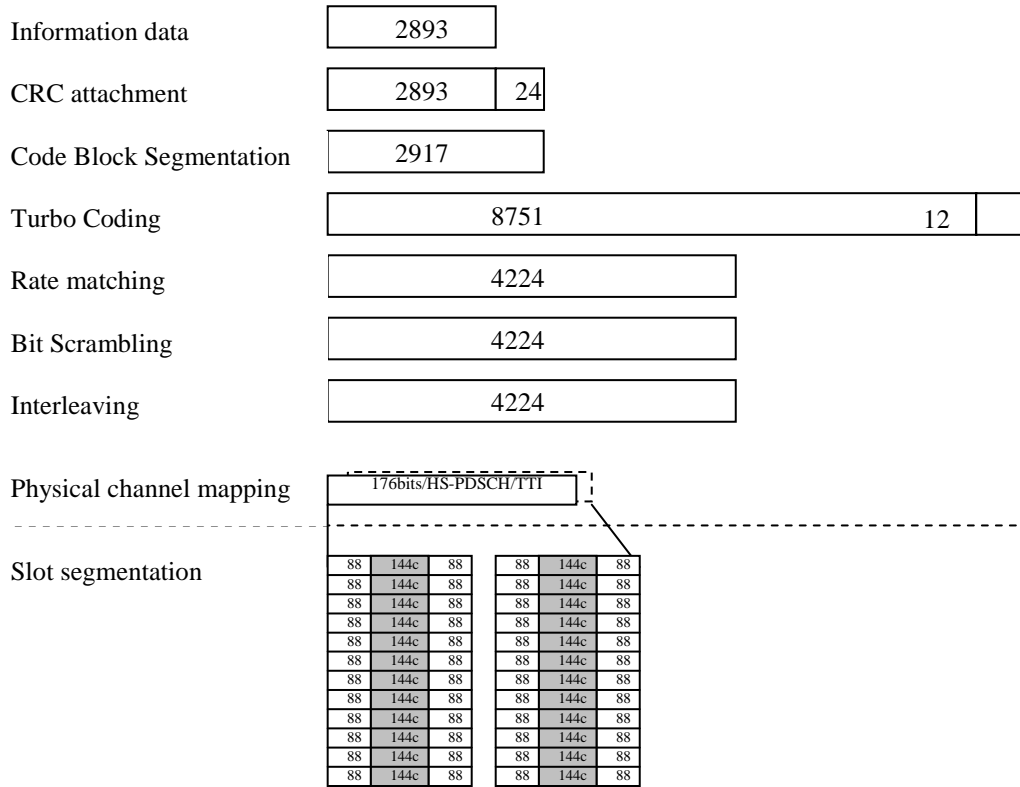 Information data 2893
CRC attachment 2893 24
Code Block Segmentation 2917
Turbo Coding 8751 12
Rate matching 4224
Bit Scrambling 4224
Interleaving 4224
Physical channel mapping 176bits/HS-PDSCH/TTI
Slot segmentation
88 144c 88 88 144c 88
88 144c 88 88 144c 88
88 144c 88 88 144c 88
88 144c 88 88 144c 88
88 144c 88 88 144c 88
88 144c 88 88 144c 88
88 144c 88 88 144c 88
88 144c 88 88 144c 88
88 144c 88 88 144c 88
88 144c 88 88 144c 88
88 144c 88 88 144c 88
88 144c 88 88 144c 88